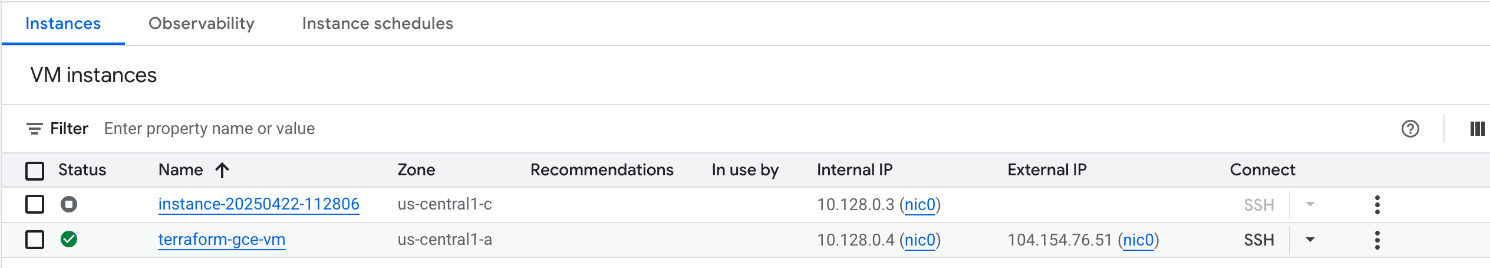 Instances Observability Instance schedules
VM instances
Filter Enter property name or value
Status Name Zone Recommendations In use by Internal IP External IP Connect
instance-20250422-112806 us-central1-c 10.128.0.3 (nic0) SSH
terraform-gce-vm us-central1-a 10.128.0.4 (nic0) 104.154.76.51 (nic0) SSH